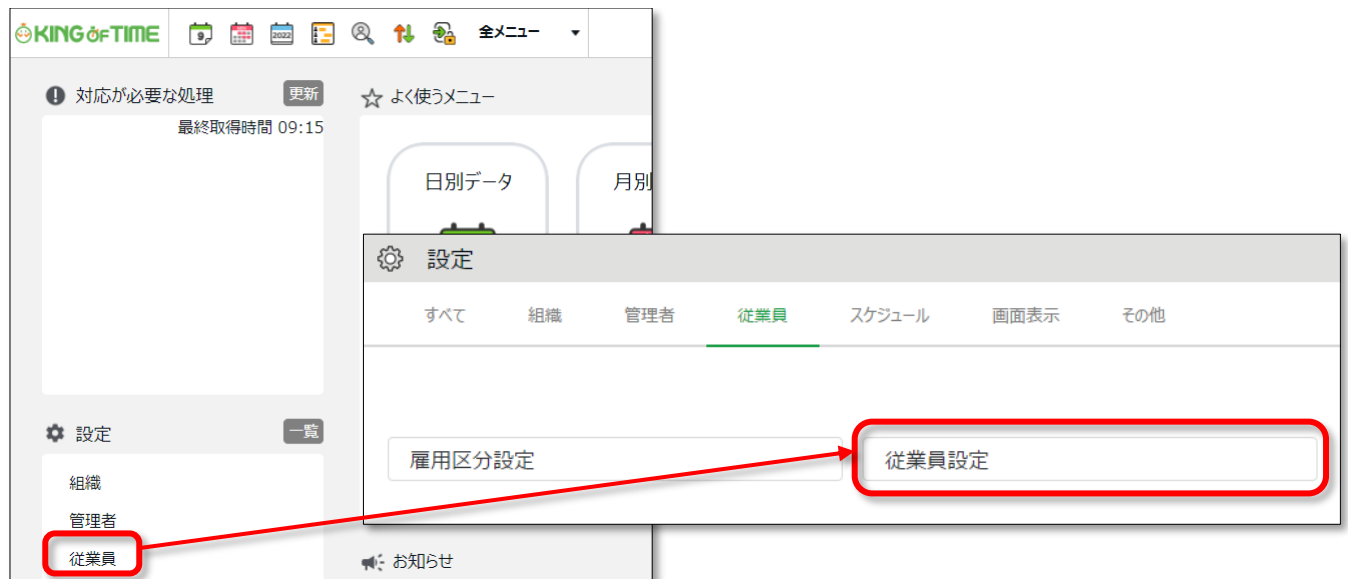 KING OF TIME
9
2022
全メニュー
対応が必要な処理
更新
最終取得時間 09:15
よく使うメニュー
日別データ
月別
設定
一覧
組織
管理者
従業員
お知らせ
設定
すべて 組織 管理者 従業員 スケジュール 画面表示 その他
雇用区分設定
従業員設定